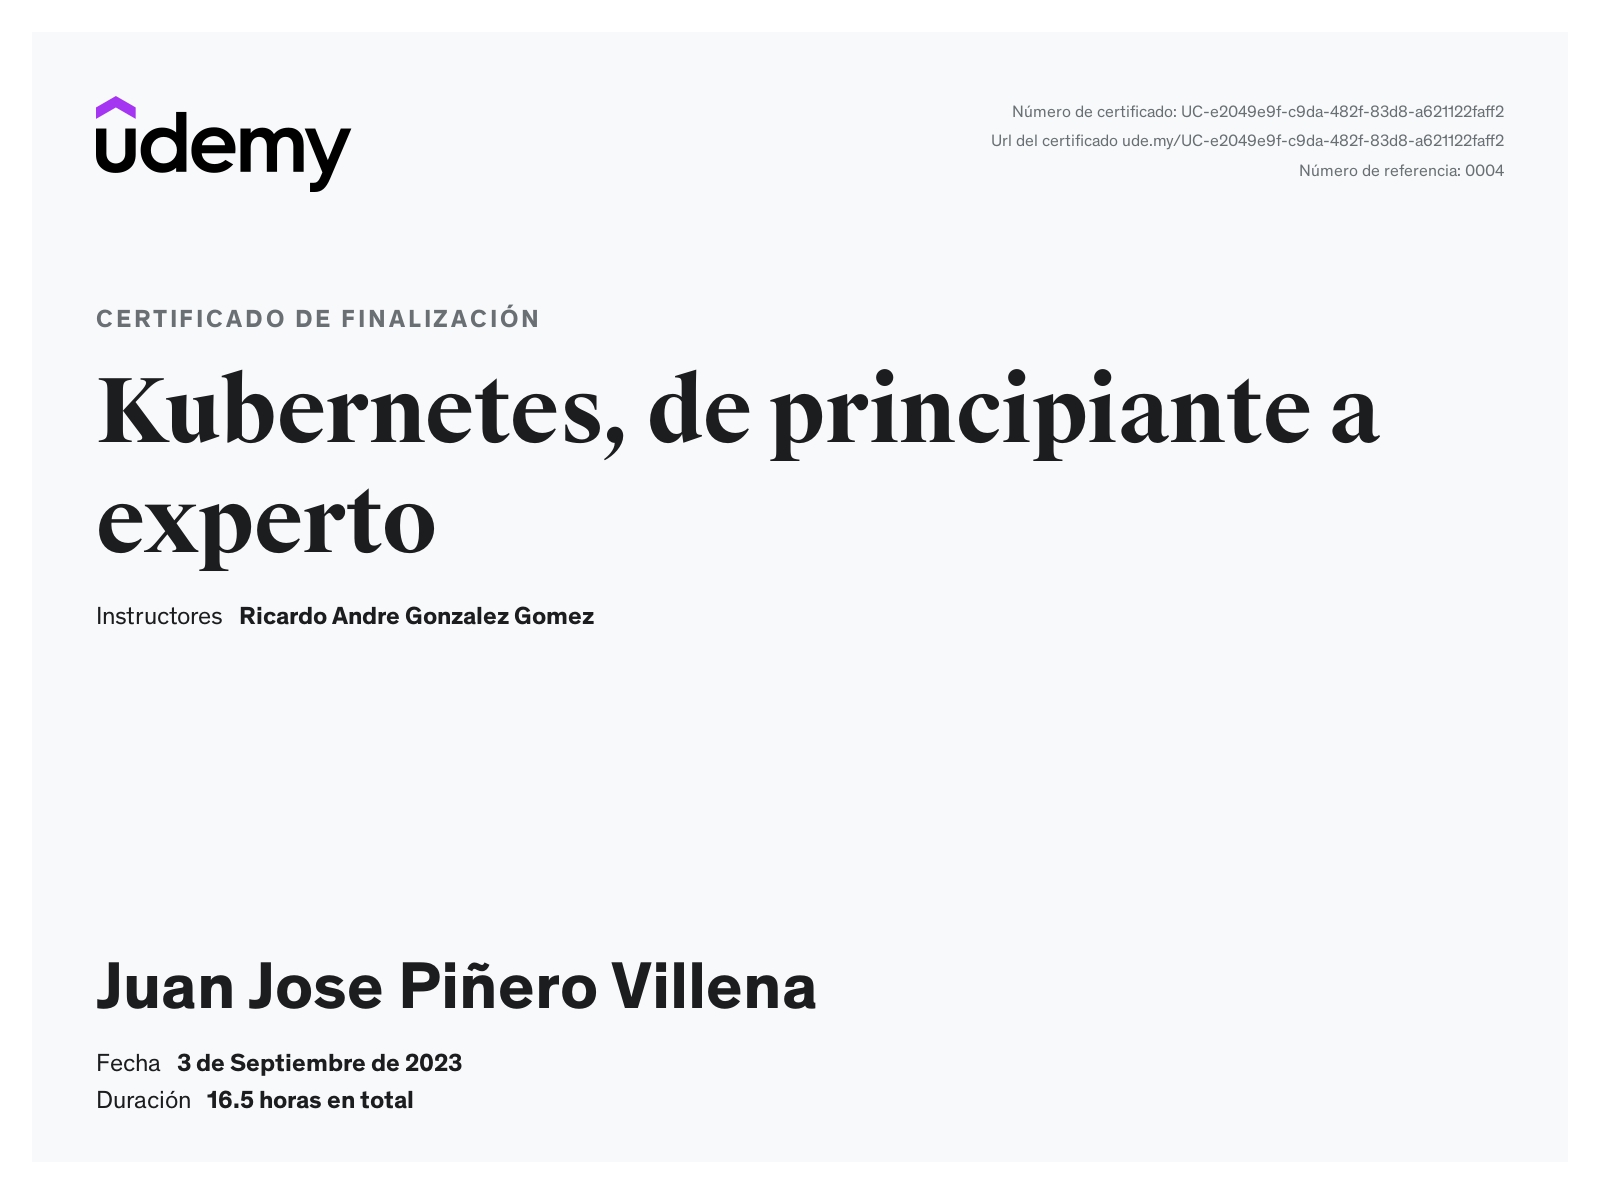 udemy
Número de certificado: UC-e2049e9f-c9da-482f-83d8-a621122faff2
Url del certificado ude.my/UC-e2049e9f-c9da-482f-83d8-a621122faff2
Número de referencia: 0004
CERTIFICADO DE FINALIZACIÓN
Kubernetes, de principiante a
experto
Instructores Ricardo Andre Gonzalez Gomez
Juan Jose Piñero Villena
Fecha 3 de Septiembre de 2023
Duración 16.5 horas en total